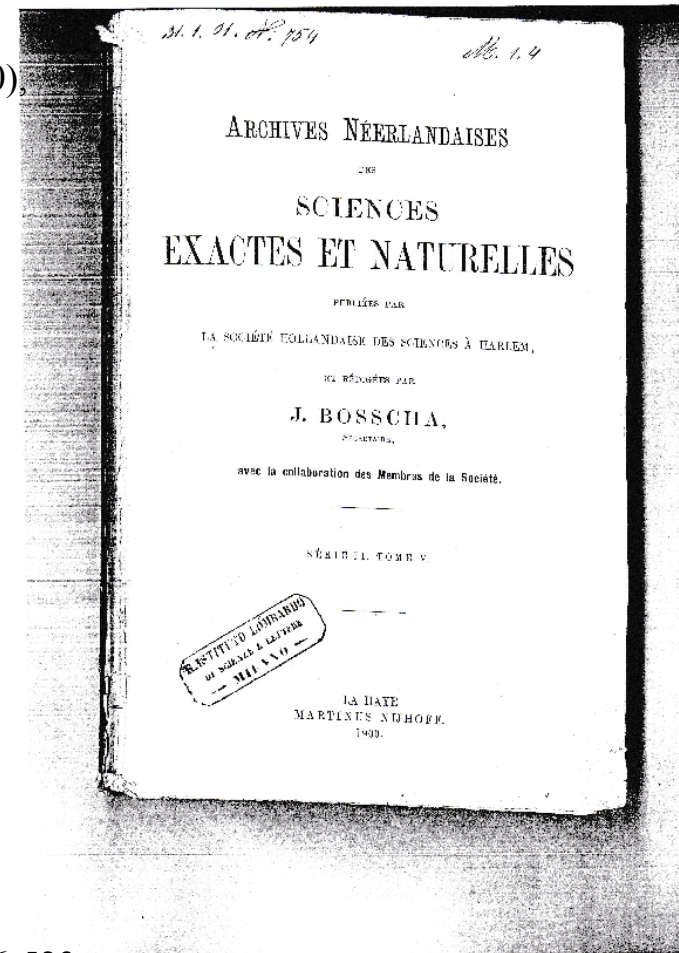 31. 1. 01. N. 754
M. 1. 4
0),
ARCHIVES NÉERLANDAISES
DES
SCIENCES
EXACTES ET NATURELLES
PUBLIÉES PAR
LA SOCIÉTÉ HOLLANDAISE DES SCIENCES À HARLEM,
ET RÉDIGÉES PAR
J. BOSSCHA,
SECRÉTAIRE,
avec la collaboration des Membres de la Société.
SÉRIE II. TOME V.
R. ISTITUTO LOMBARDO
DI SCIENZE E LETTERE
— MILANO —
LA HAYE
MARTINUS NIJHOFF.
1900.